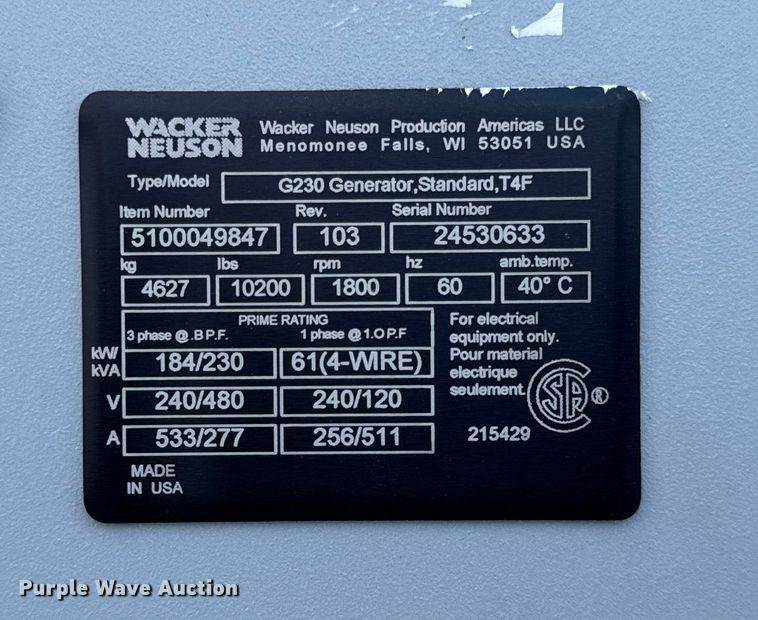 WACKER NEUSON
Wacker Neuson Production Americas LLC
Menomonee Falls, WI 53051 USA
Type/Model G230 Generator,Standard,T4F
Item Number Rev. Serial Number
5100049847 103 24530633
kg lbs rpm hz amb.temp.
4627 10200 1800 60 40° C
PRIME RATING
3 phase @ .8 P.F. 1 phase @ 1.0 P.F
kW/kVA 184/230 61(4-WIRE)
V 240/480 240/120
A 533/277 256/511
For electrical
equipment only.
Pour material
electrique
seulement.
CSA ®
215429
MADE
IN USA
Purple Wave Auction